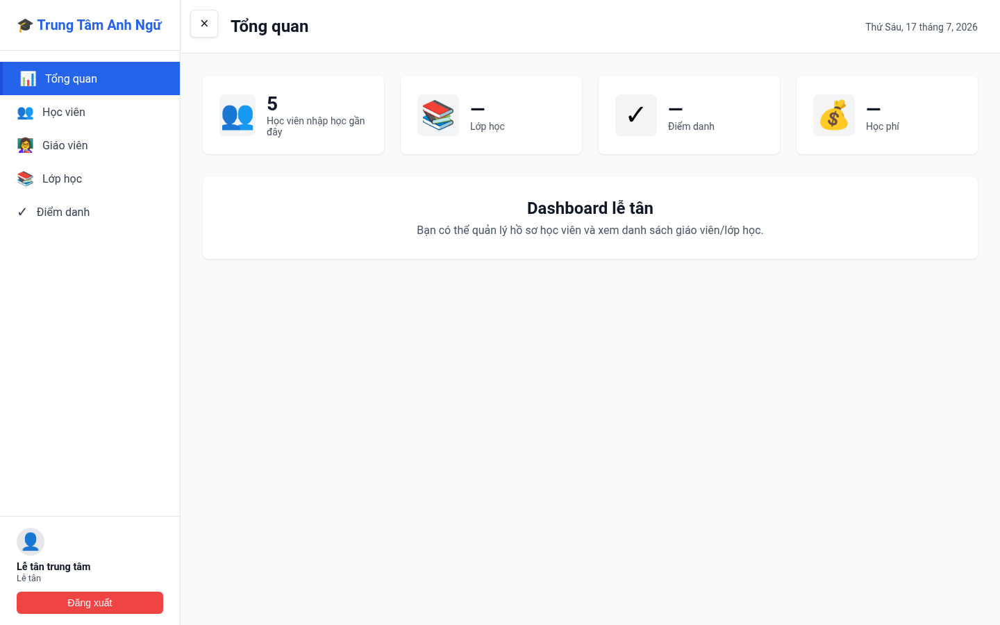 Trung Tâm Anh Ngữ
Tổng quan
Học viên
Giáo viên
Lớp học
Điểm danh
Lễ tân trung tâm
Lễ tân
Đăng xuất
×
Tổng quan
Thứ Sáu, 17 tháng 7, 2026
5
Học viên nhập học gần
đây
—
Lớp học
—
Điểm danh
—
Học phí
Dashboard lễ tân
Bạn có thể quản lý hồ sơ học viên và xem danh sách giáo viên/lớp học.